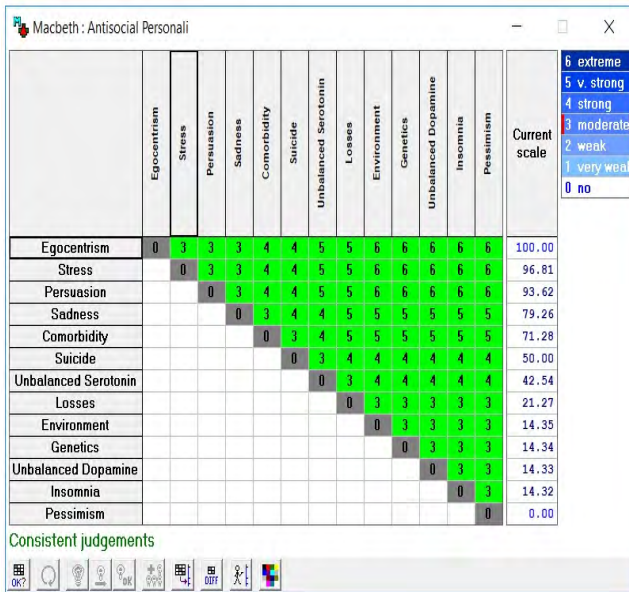 Macbeth : Antisocial Personali
Egocentrism
Stress
Persuasion
Sadness
Comorbidity
Suicide
Unbalanced Serotonin
Losses
Environment
Genetics
Unbalanced Dopamine
Insomnia
Pessimism
Current
scale
6 extreme
5 v. strong
4 strong
3 moderate
2 weak
1 very weal
0 no
Egocentrism 0 3 3 3 4 4 5 5 6 6 6 6 6 100.00
Stress 0 3 3 4 4 5 5 6 6 6 6 6 96.81
Persuasion 0 3 4 4 5 5 6 6 6 6 6 93.62
Sadness 0 3 4 5 5 5 5 5 5 5 79.26
Comorbidity 0 3 4 5 5 5 5 5 5 71.28
Suicide 0 3 4 4 4 4 4 4 50.00
Unbalanced Serotonin 0 3 4 4 4 4 4 42.54
Losses 0 3 3 3 3 3 21.27
Environment 0 3 3 3 3 14.35
Genetics 0 3 3 3 14.34
Unbalanced Dopamine 0 3 3 14.33
Insomnia 0 3 14.32
Pessimism 0 0.00
Consistent judgements
OK? OK DIFF